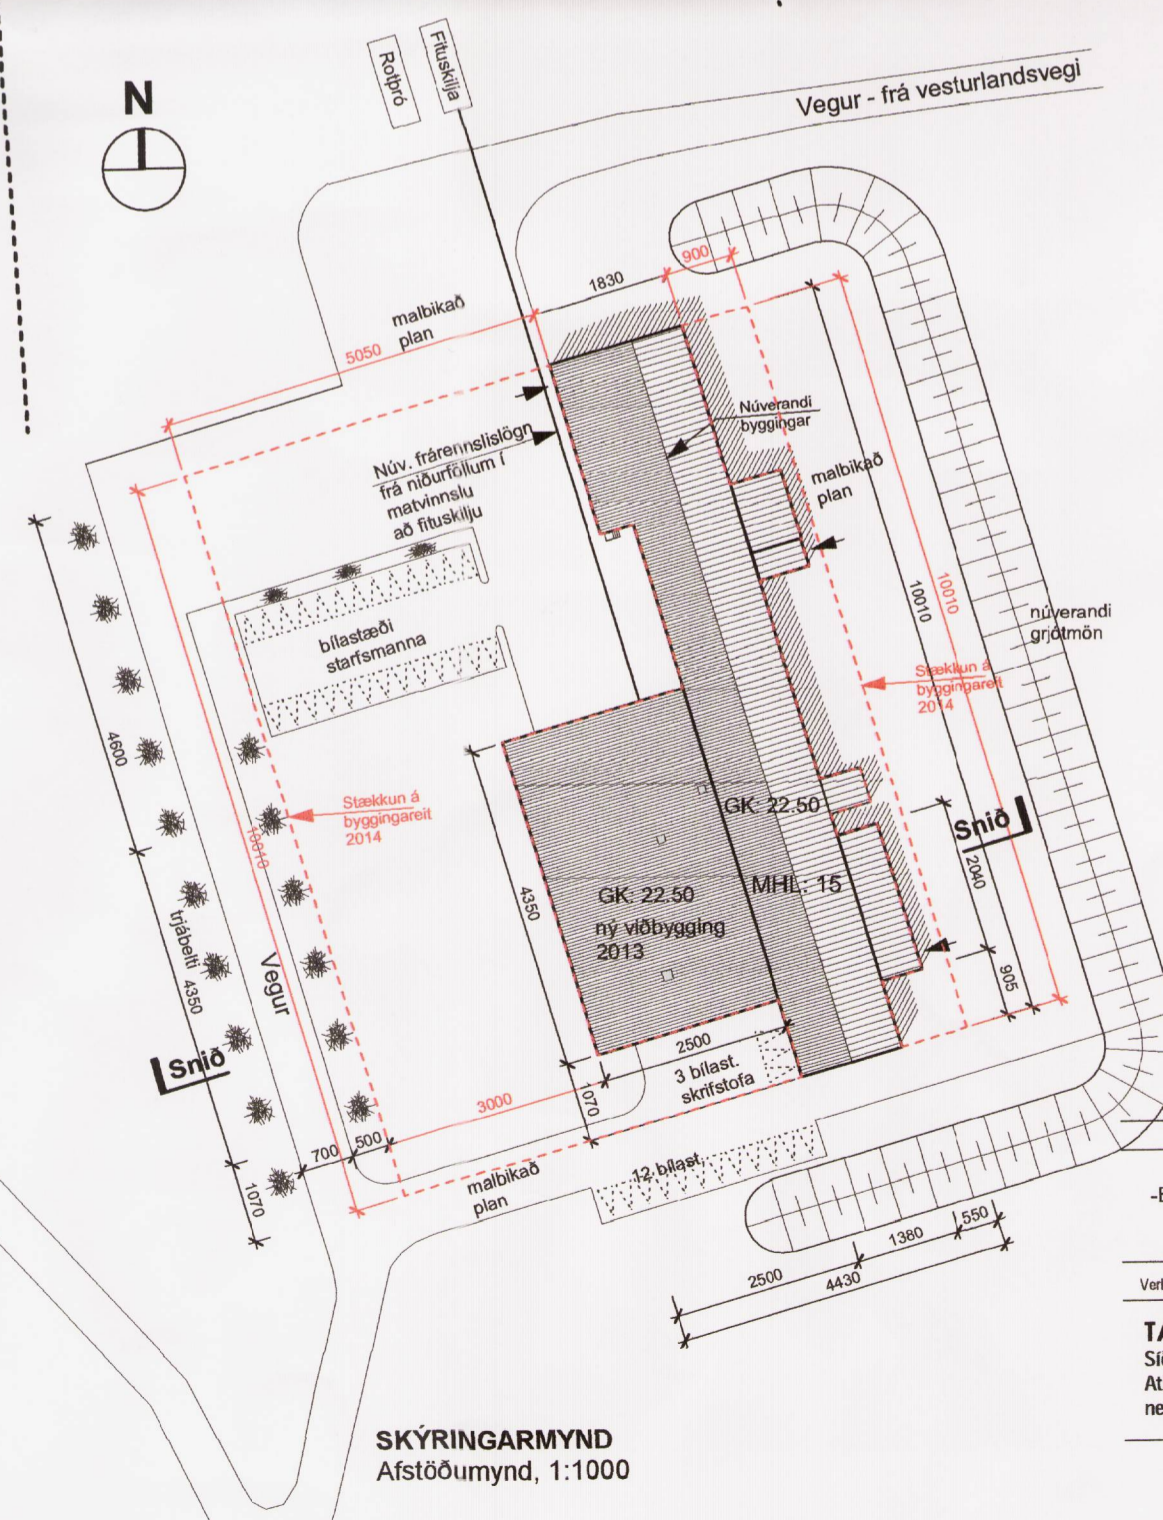 N
Rotþró
Fituskilja
Vegur - frá vesturlandsvegi
900
1830
malbikað
plan
5050
Núverandi
byggingar
Núv. frárennslislögn
frá niðurföllum í
matvinnslu
að fituskilju
malbikað
plan
10010
10010
núverandi
grjótmön
bílastæði
starfsmanna
Stækkun á
byggingareit
2014
4600
Stækkun á
byggingareit
2014
10010
GK: 22.50
Snið
2040
4350
GK: 22.50
ný viðbygging
2013
MHL: 15
trjábelti
4350
Vegur
905
Snið
2500
3 bílast.
skrifstofa
1070
3000
700
500
12 bílast.
malbikað
plan
1070
550
1380
2500
4430
SKÝRINGARMYND
Afstöðumynd, 1:1000